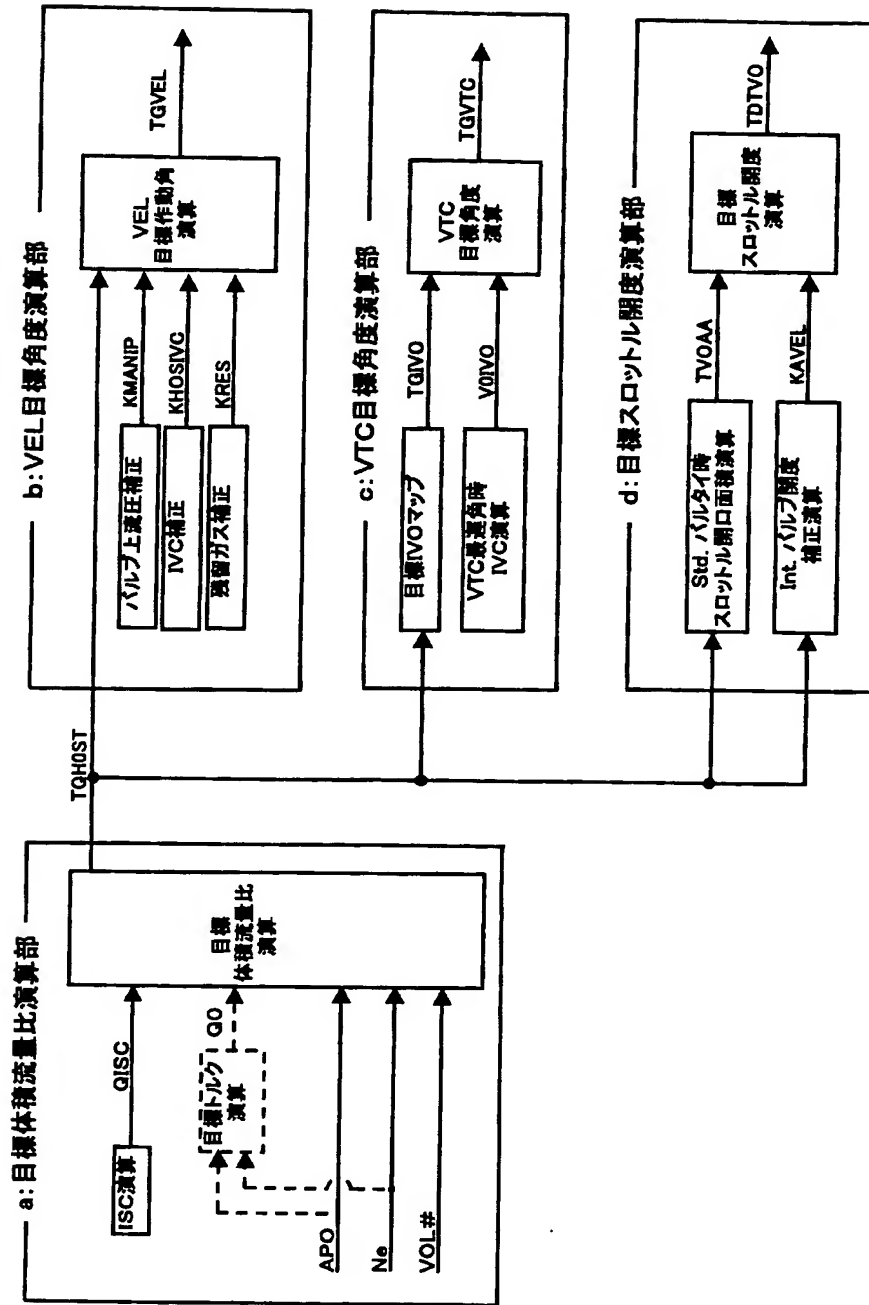 a:目標体積流量比演算部
ISC演算
QISC
目標トルク
演算
Q0
APO
Ne
VOL#
目標
体積流量比
演算
TQH0ST
b:VEL目標角度演算部
バルブ上流圧補正
KMANIP
IVC補正
KHOSIVC
残留ガス補正
KRES
VEL
目標作動角
演算
TGVEL
c:VTC目標角度演算部
目標IVOマップ
TGIVO
VTC最遅角時
IVC演算
V0IVO
VTC
目標角度
演算
TGVTC
d:目標スロットル開度演算部
Std. バルタイ時
スロットル開口面積演算
TVOAA
Int. バルブ開度
補正演算
KAVEL
目標
スロットル開度
演算
TDTVO